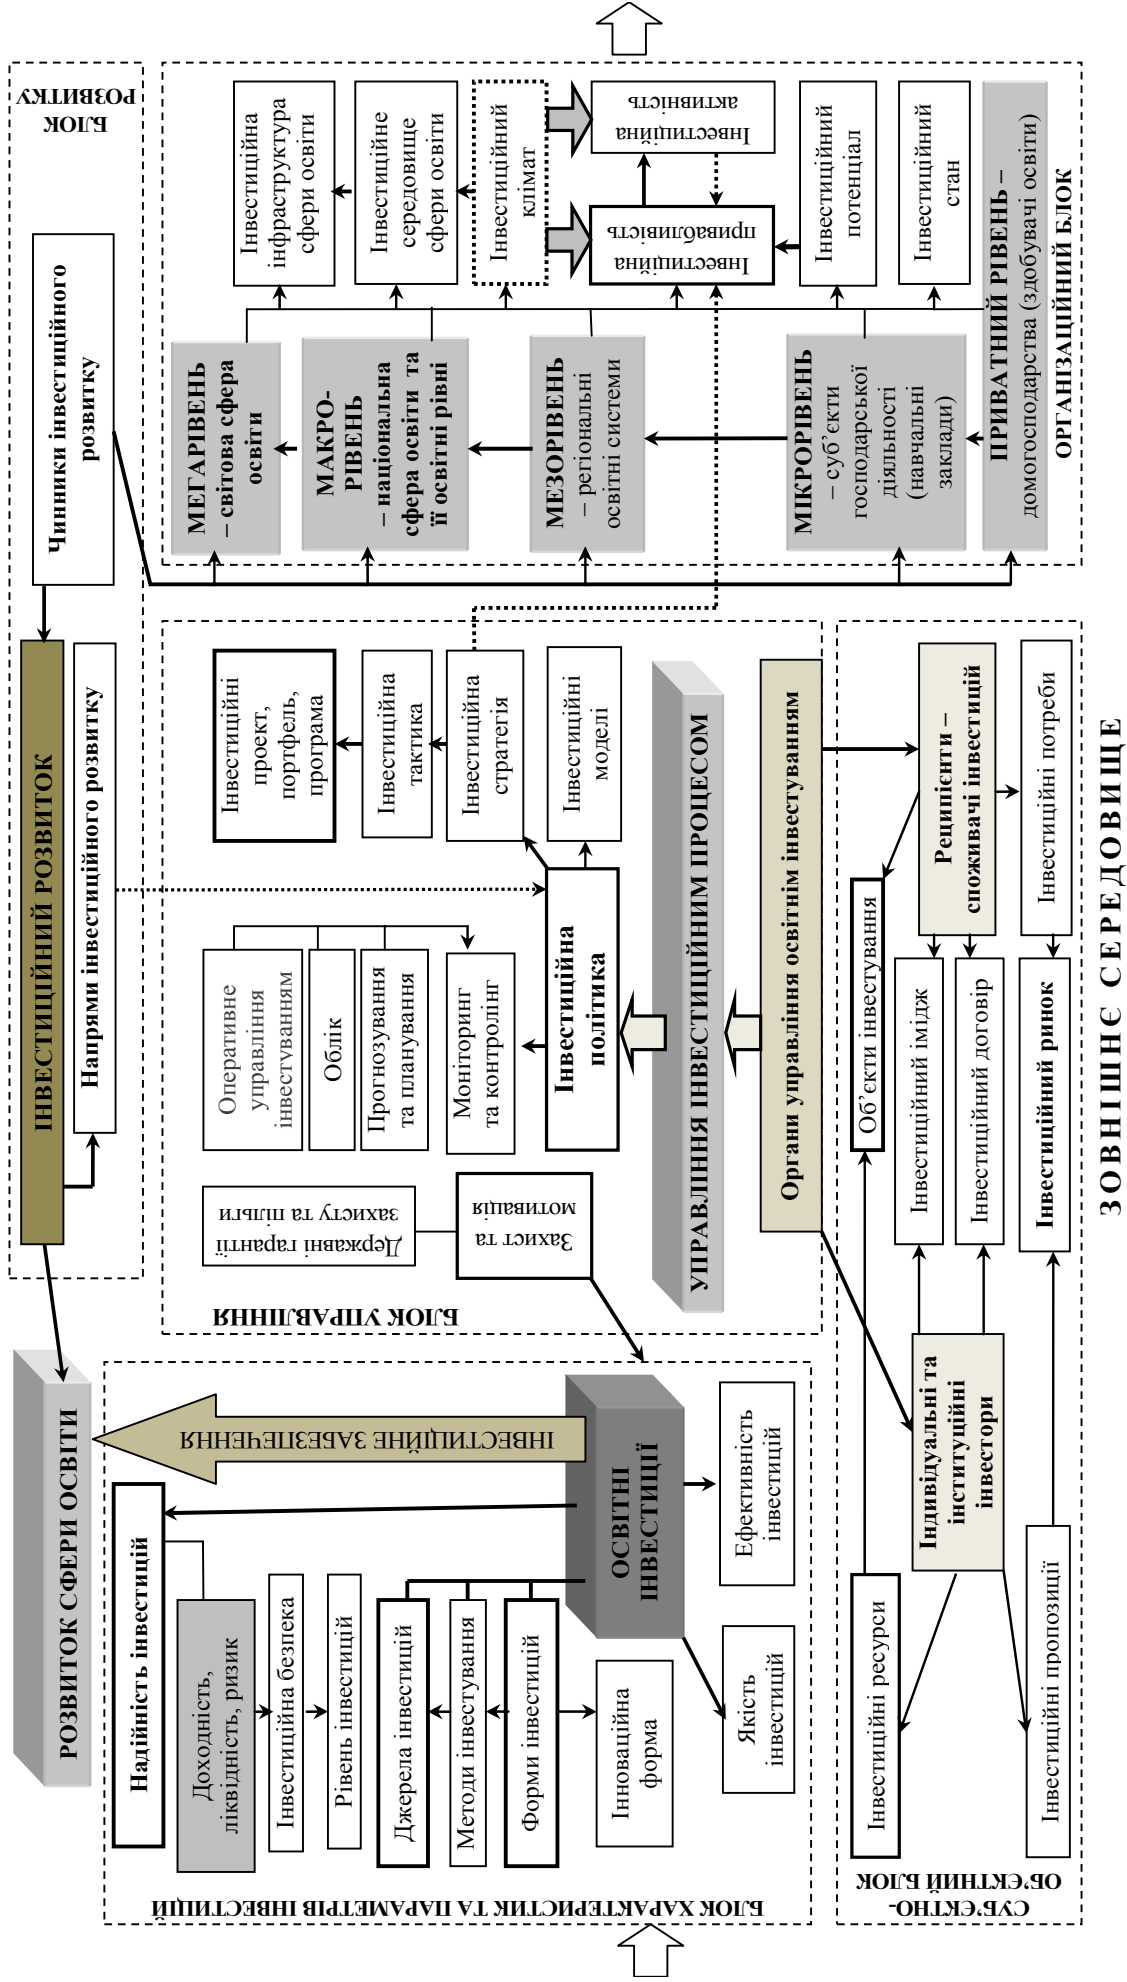 РОЗВИТОК СФЕРИ ОСВІТИ
ІНВЕСТИЦІЙНИЙ РОЗВИТОК
Напрями інвестиційного розвитку
Чинники інвестиційного
розвитку
БЛОК
РОЗВИТКУ
БЛОК ХАРАКТЕРИСТИК ТА ПАРАМЕТРІВ ІНВЕСТИЦІЙ
Надійність інвестицій
Доходність,
ліквідність, ризик
Інвестиційна безпека
Рівень інвестицій
Джерела інвестицій
Методи інвестування
Форми інвестицій
Інноваційна
форма
Якість
інвестицій
ІНВЕСТИЦІЙНЕ ЗАБЕЗПЕЧЕННЯ
ОСВІТНІ
ІНВЕСТИЦІЇ
Ефективність
інвестицій
БЛОК УПРАВЛІННЯ
Державні гарантії
захисту та пільги
Захист та
мотивація
Оперативне
управління
інвестуванням
Облік
Прогнозування
та планування
Моніторинг
та контролінг
Інвестиційна
політика
Інвестиційні
проект,
портфель,
програма
Інвестиційна
тактика
Інвестиційна
стратегія
Інвестиційні
моделі
УПРАВЛІННЯ ІНВЕСТИЦІЙНИМ ПРОЦЕСОМ
Органи управління освітнім інвестуванням
МЕГАРІВЕНЬ
– світова сфера
освіти
МАКРО-
РІВЕНЬ
– національна
сфера освіти та
її освітні рівні
МЕЗОРІВЕНЬ
– регіональні
освітні системи
МІКРОРІВЕНЬ
– суб’єкти
господарської
діяльності
(навчальні
заклади)
ПРИВАТНИЙ РІВЕНЬ –
домогосподарства (здобувачі освіти)
ОРГАНІЗАЦІЙНИЙ БЛОК
Інвестиційна
інфраструктура
сфери освіти
Інвестиційне
середовище
сфери освіти
Інвестиційний
клімат
Інвестиційна
привабливість
Інвестиційна
активність
Інвестиційний
потенціал
Інвестиційний
стан
СУБ’ЄКТНО-
ОБ’ЄКТНИЙ БЛОК
Інвестиційні ресурси
Інвестиційні пропозиції
Індивідуальні та
інституційні
інвестори
Об’єкти інвестування
Інвестиційний імідж
Інвестиційний договір
Інвестиційний ринок
Реципієнти –
споживачі інвестицій
Інвестиційні потреби
ЗОВНІШНЄ СЕРЕДОВИЩЕ